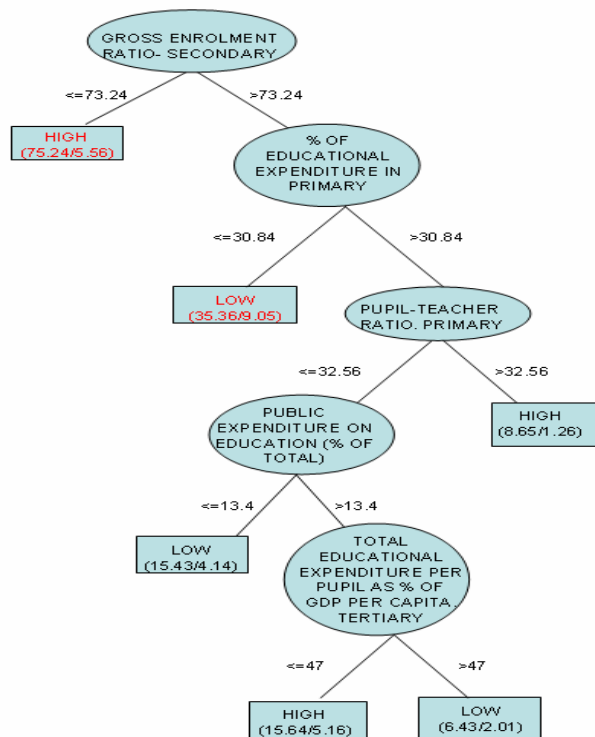 GROSS ENROLMENT
RATIO- SECONDARY
<=73.24
>73.24
HIGH
(75.24/5.56)
% OF
EDUCATIONAL
EXPENDITURE IN
PRIMARY
<=30.84
>30.84
LOW
(35.36/9.05)
PUPIL-TEACHER
RATIO. PRIMARY
<=32.56
>32.56
PUBLIC
EXPENDITURE ON
EDUCATION (% OF
TOTAL)
HIGH
(8.65/1.26)
<=13.4
>13.4
LOW
(15.43/4.14)
TOTAL
EDUCATIONAL
EXPENDITURE PER
PUPIL AS % OF
GDP PER CAPITA.
TERTIARY
<=47
>47
HIGH
(15.64/5.16)
LOW
(6.43/2.01)